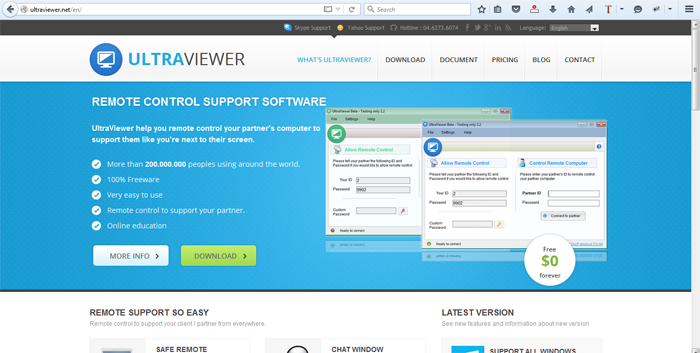 ultraviewer.net/en/
Search
Skype Support
Yahoo Support
Hotline : 04.6273.6074
Language:
English
ULTRAVIEWER
WHAT'S ULTRAVIEWER?
DOWNLOAD
DOCUMENT
PRICING
BLOG
CONTACT
REMOTE CONTROL SUPPORT SOFTWARE
UltraViewer help you remote control your partner's computer to
support them like you're next to their screen.
More than 200.000.000 peoples using around the world.
100% Freeware
Very easy to use
Remote control to support your partner.
Online education
MORE INFO
DOWNLOAD
UltraViewer Beta - Testing only 2.2
File Settings Help
Allow Remote Control
Please tell your partner the following ID and
Password if you would like to allow remote control
Your ID 2
Password 9902
Custom
Password
Ready to connect
UltraViewer Beta - Testing only 2.2
File Settings Help
Allow Remote Control
Please tell your partner the following ID and
Password if you would like to allow remote control
Your ID 2
Password 9902
Custom
Password
Ready to connect
Control Remote Computer
Please enter your partner's ID to remote control
your partner computer
Partner ID
Password
Connect to partner
Free
$0
forever
REMOTE SUPPORT SO EASY
Remote control to support your client / partner from everywhere.
SAFE REMOTE
CHAT WINDOW
LATEST VERSION
See new features and information about new version
SUPPORT ALL WINDOWS